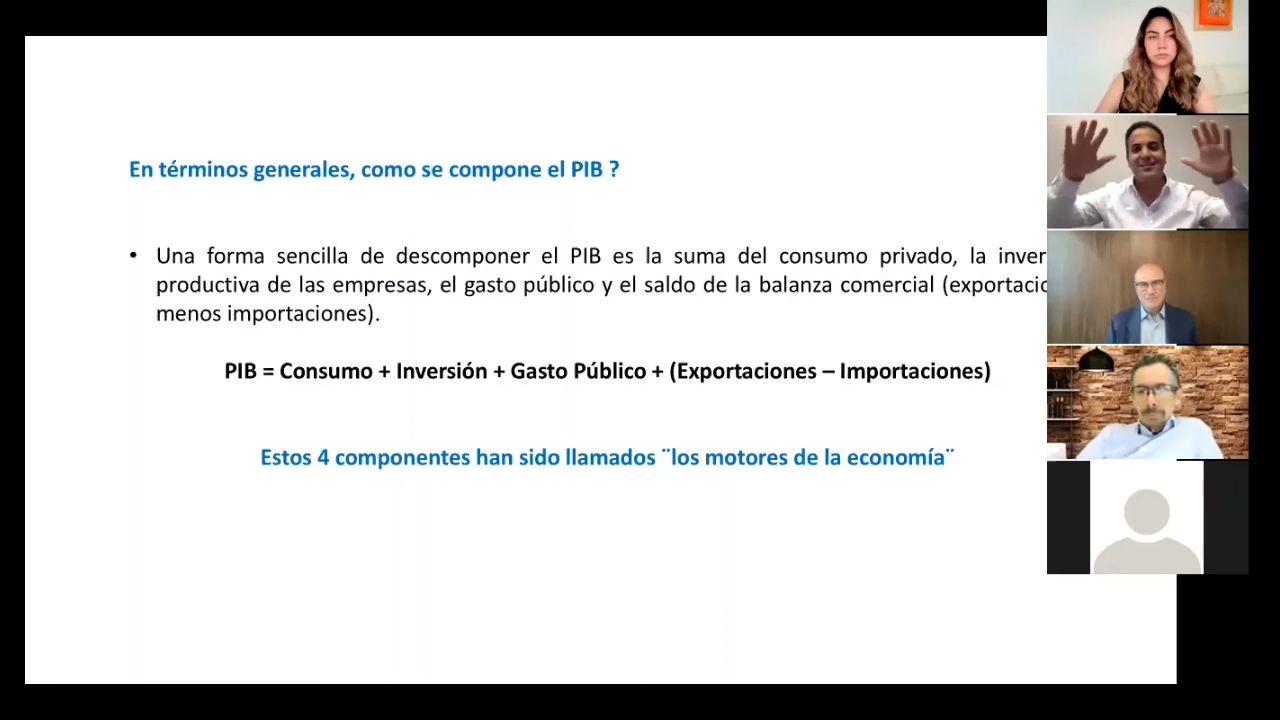 En términos generales, como se compone el PIB ?
• Una forma sencilla de descomponer el PIB es la suma del consumo privado, la
productiva de las empresas, el gasto público y el saldo de la balanza comercial
menos importaciones).
PIB = Consumo + Inversión + Gasto Público + (Exportaciones – Importaciones)
Estos 4 componentes han sido llamados ¨los motores de la economía¨